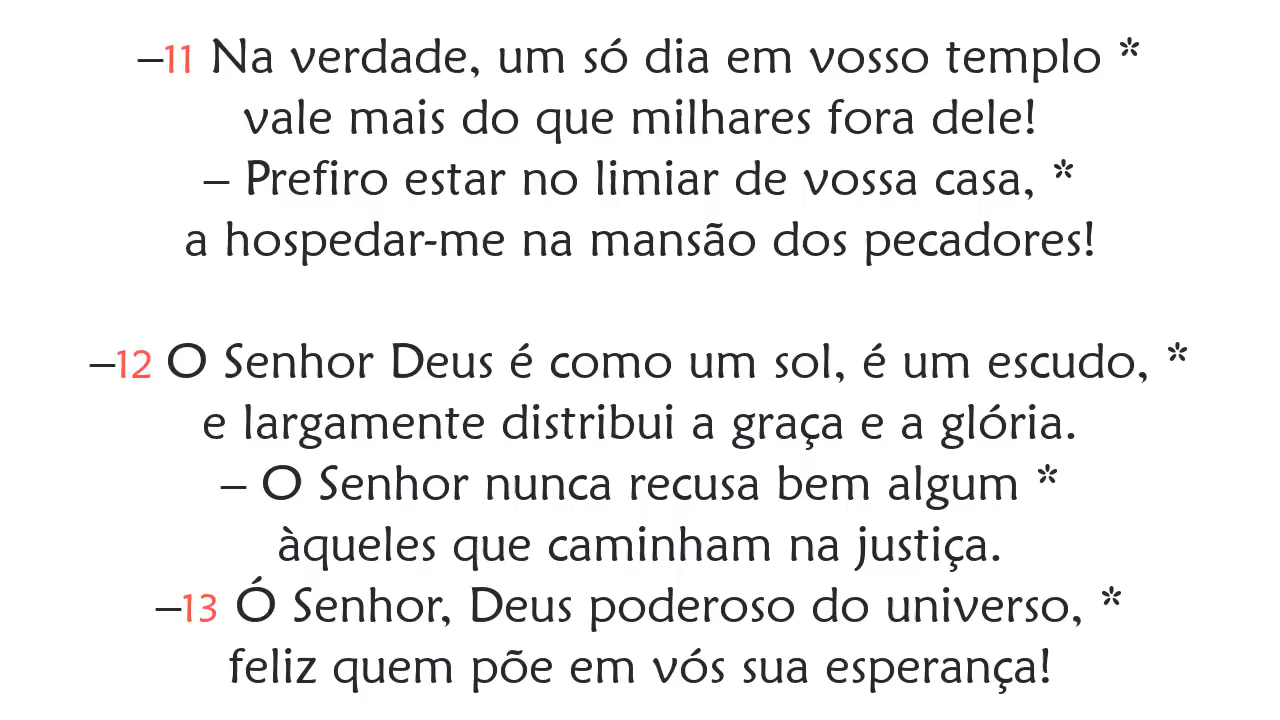 –11 Na verdade, um só dia em vosso templo *
vale mais do que milhares fora dele!
– Prefiro estar no limiar de vossa casa, *
a hospedar-me na mansão dos pecadores!
–12 O Senhor Deus é como um sol, é um escudo, *
e largamente distribui a graça e a glória.
– O Senhor nunca recusa bem algum *
àqueles que caminham na justiça.
–13 Ó Senhor, Deus poderoso do universo, *
feliz quem põe em vós sua esperança!